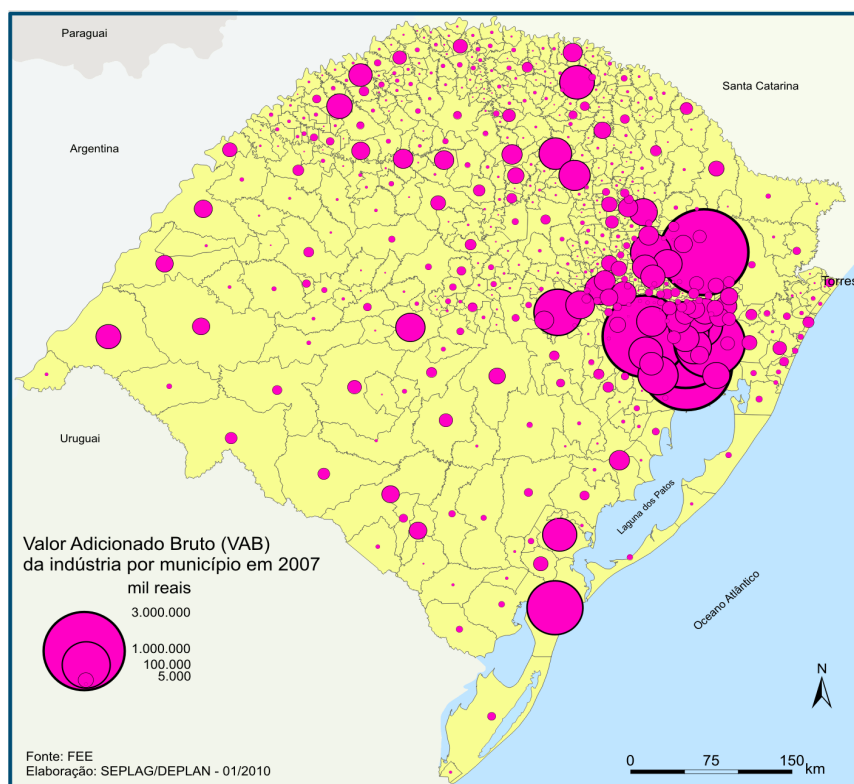 Paraguai
Santa Catarina
Argentina
Torres
Uruguai
Laguna dos Patos
Oceano Atlântico
Valor Adicionado Bruto (VAB)
da indústria por município em 2007
mil reais
3.000.000
1.000.000
100.000
5.000
N
Fonte: FEE
Elaboração: SEPLAG/DEPLAN - 01/2010
0 75 150
km